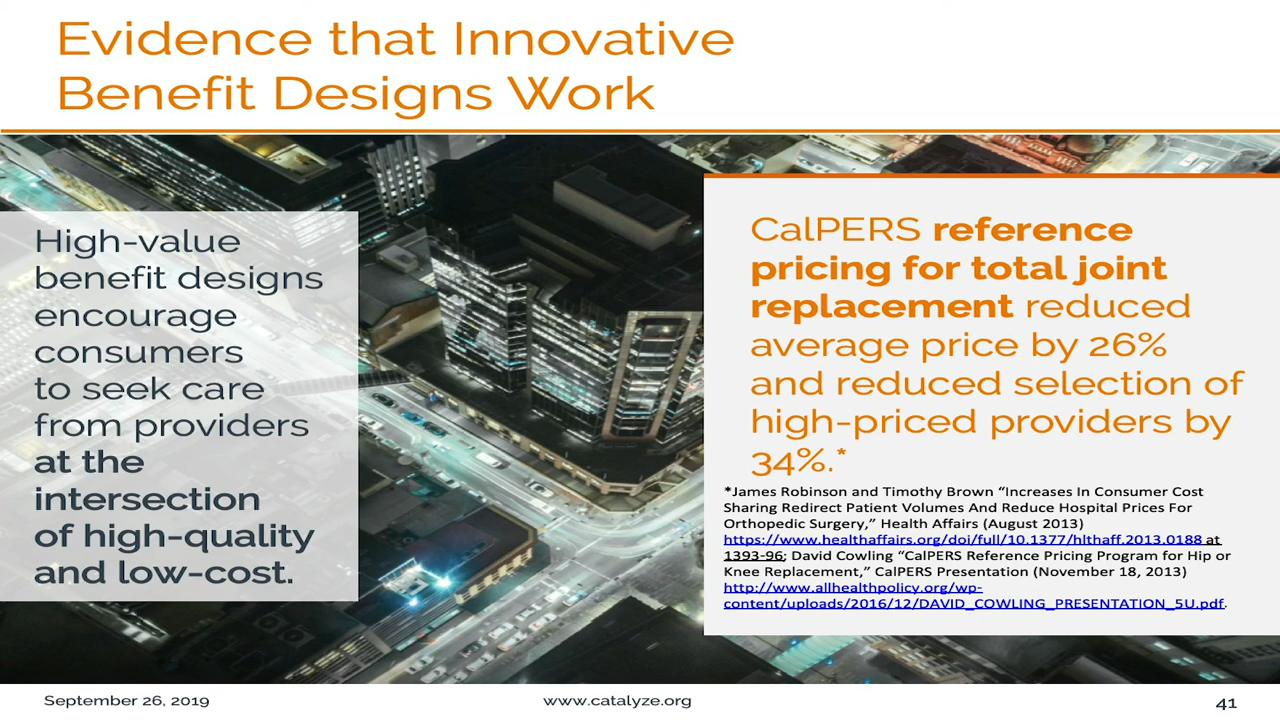 Evidence that Innovative
Benefit Designs Work
High-value
benefit designs
encourage
consumers
to seek care
from providers
at the
intersection
of high-quality
and low-cost.
CalPERS reference
pricing for total joint
replacement reduced
average price by 26%
and reduced selection of
high-priced providers by
34%.*
*James Robinson and Timothy Brown “Increases In Consumer Cost
Sharing Redirect Patient Volumes And Reduce Hospital Prices For
Orthopedic Surgery,” Health Affairs (August 2013)
https://www.healthaffairs.org/doi/full/10.1377/hlthaff.2013.0188 at
1393-96; David Cowling “CalPERS Reference Pricing Program for Hip or
Knee Replacement,” CalPERS Presentation (November 18, 2013)
http://www.allhealthpolicy.org/wp-
content/uploads/2016/12/DAVID_COWLING_PRESENTATION_5U.pdf.
September 26, 2019
www.catalyze.org
41